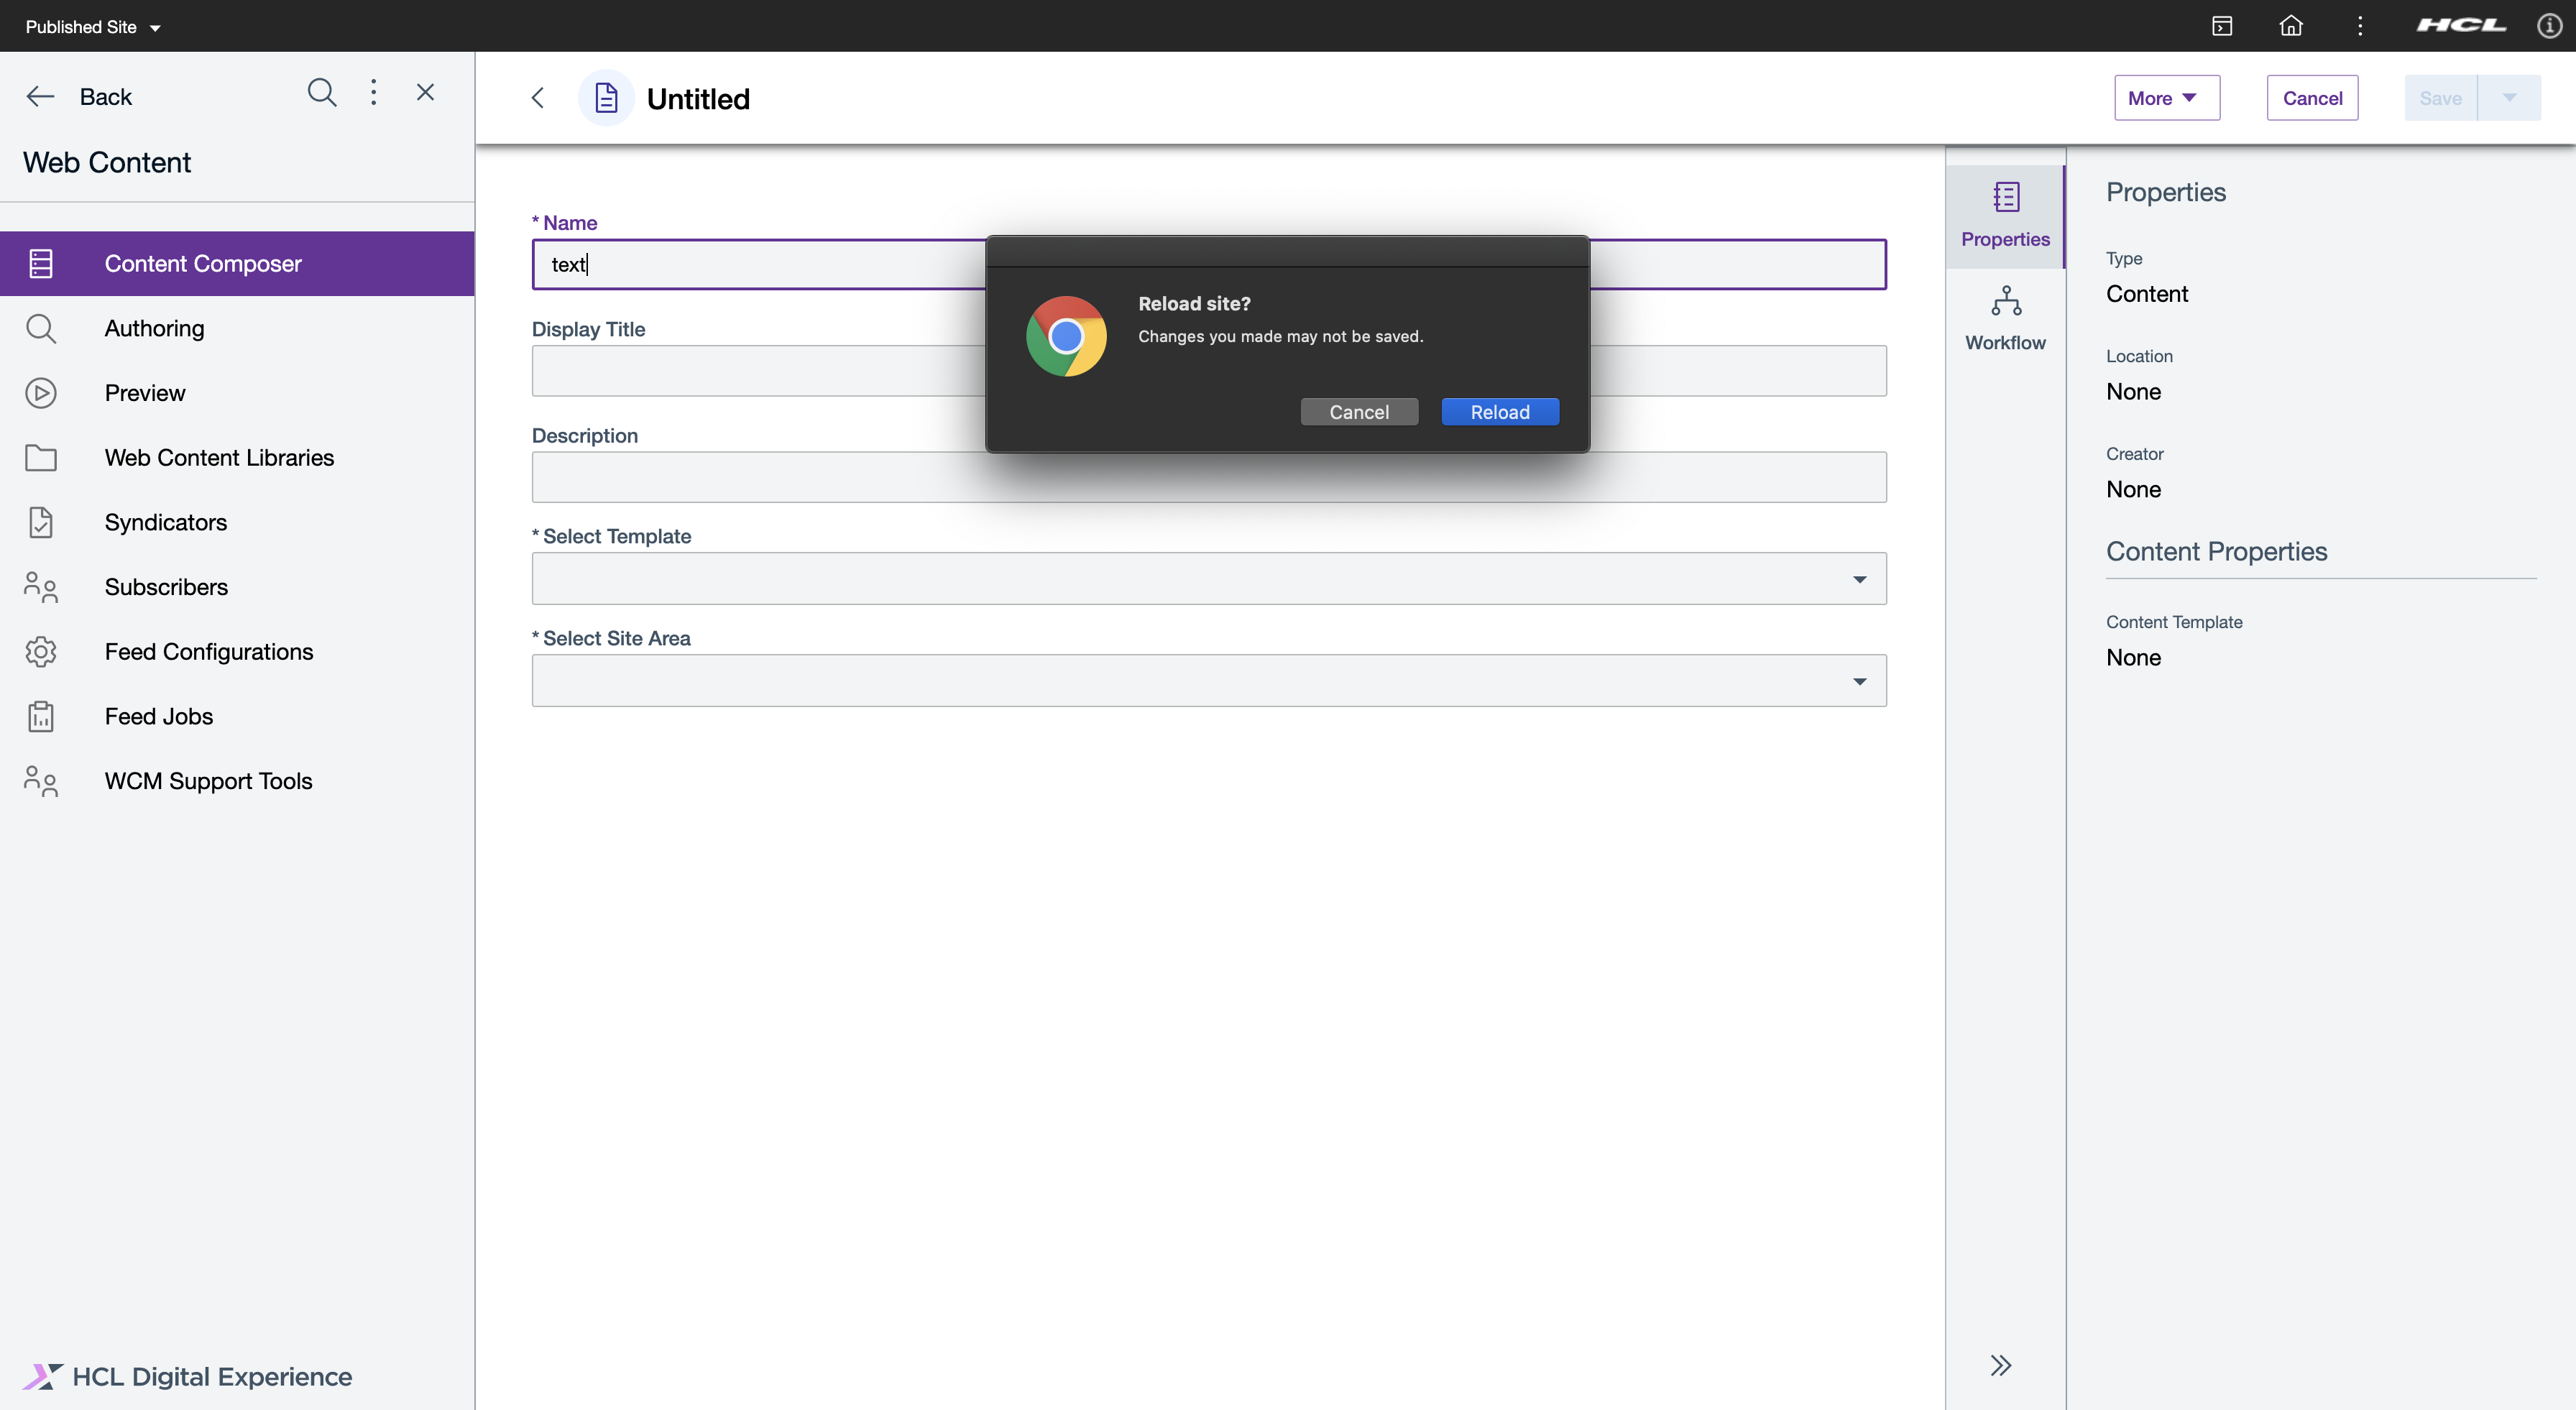 Published Site
HCL
Back
Web Content
Content Composer
Authoring
Preview
Web Content Libraries
Syndicators
Subscribers
Feed Configurations
Feed Jobs
WCM Support Tools
HCL Digital Experience
Untitled
More
Cancel
Save
* Name
text
Display Title
Description
* Select Template
* Select Site Area
Reload site?
Changes you made may not be saved.
Cancel
Reload
Properties
Workflow
Properties
Type
Content
Location
None
Creator
None
Content Properties
Content Template
None